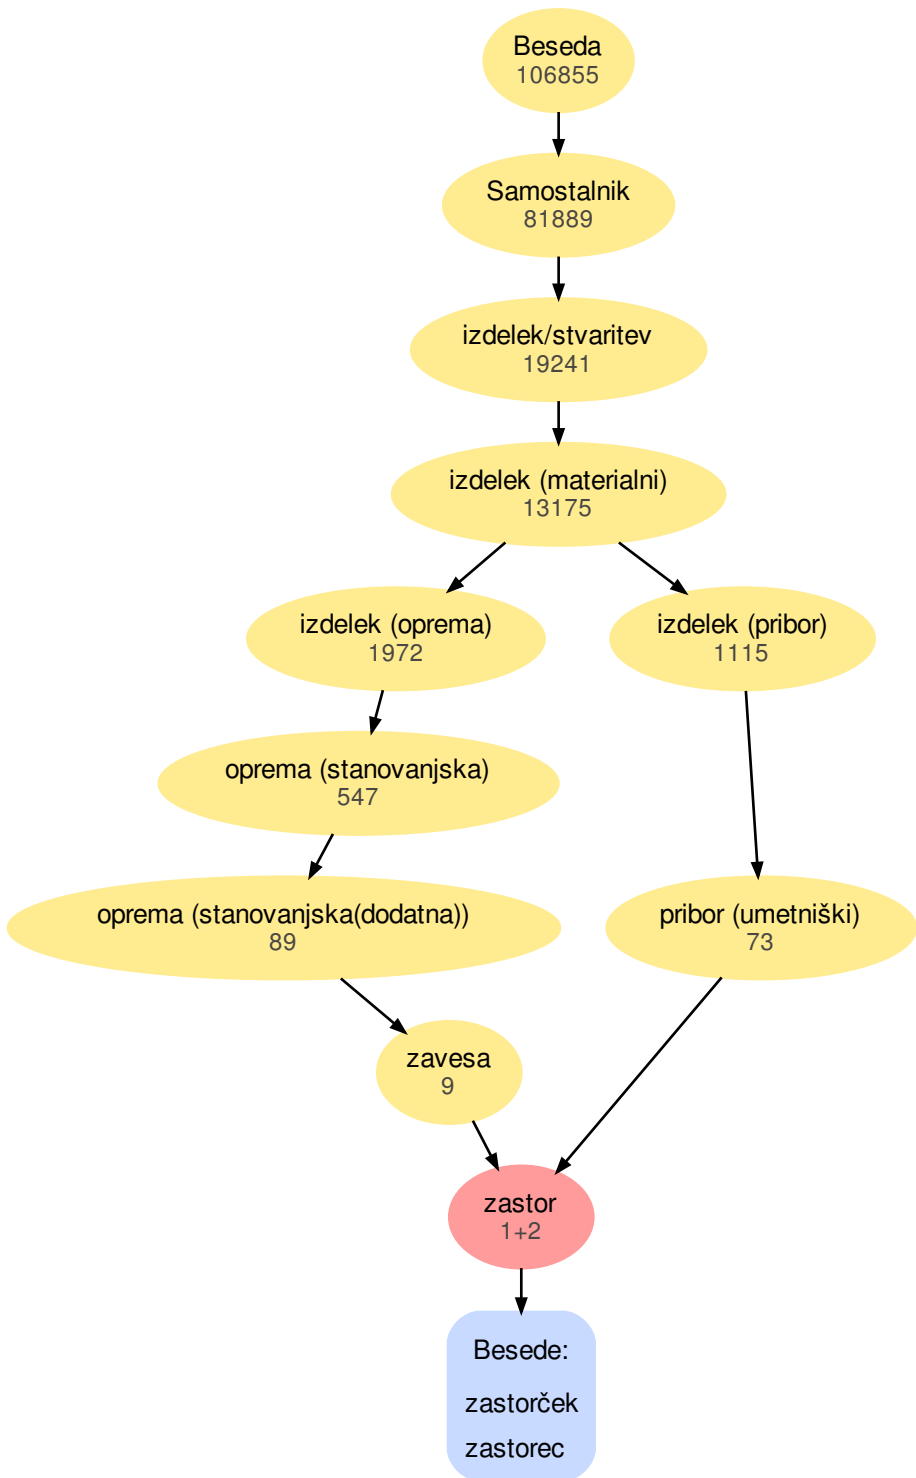 Beseda
106855
Samostalnik
81889
izdelek/stvaritev
19241
izdelek (materialni)
13175
izdelek (oprema)
1972
izdelek (pribor)
1115
oprema (stanovanjska)
547
oprema (stanovanjska(dodatna))
89
pribor (umetniški)
73
zavesa
9
zastor
1+2
Besede:
zastorček
zastorec